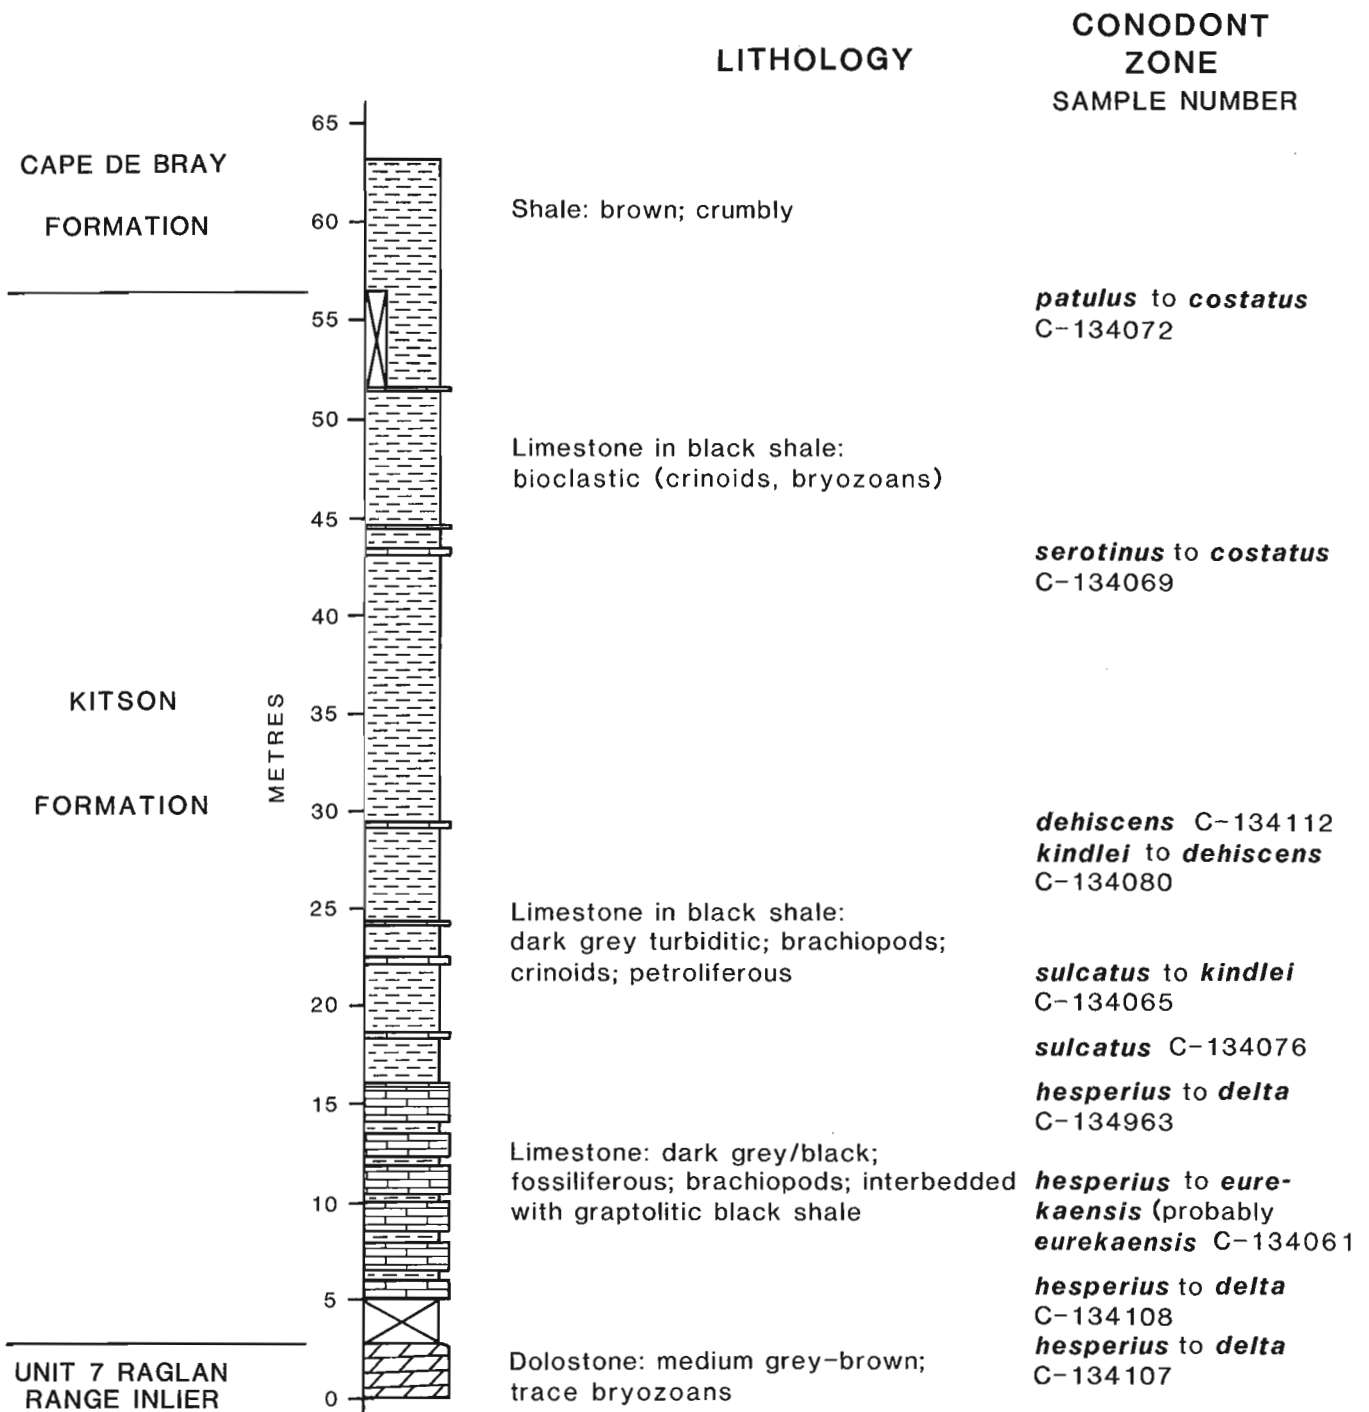 LITHOLOGY
CONODONT
ZONE
SAMPLE NUMBER
65
CAPE DE BRAY
FORMATION
60
Shale: brown; crumbly
55
patulus to costatus
C-134072
50
Limestone in black shale:
bioclastic (crinoids, bryozoans)
45
serotinus to costatus
C-134069
40
KITSON
FORMATION
METRES
35
30
dehiscens C-134112
kindlei to dehiscens
C-134080
25
Limestone in black shale:
dark grey turbiditic; brachiopods;
crinoids; petroliferous
sulcatus to kindlei
C-134065
20
sulcatus C-134076
hesperius to delta
C-134963
15
Limestone: dark grey/black;
fossiliferous; brachiopods; interbedded
with graptolitic black shale
hesperius to eure-
kaensis (probably
eurekaensis C-134061
10
hesperius to delta
C-134108
5
hesperius to delta
C-134107
UNIT 7 RAGLAN
RANGE INLIER
Dolostone: medium grey-brown;
trace bryozoans
0